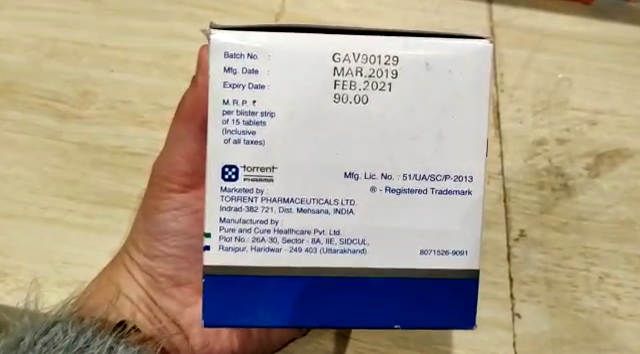 Batch No. : GAV90129
Mfg. Date : MAR.2019
Expiry Date : FEB.2021
M.R.P. ₹ 90.00
per blister strip
of 15 tablets
(Inclusive
of all taxes)
torrent
PHARMA
Mfg. Lic. No. : 51/UA/SC/P-2013
® - Registered Trademark
Marketed by :
TORRENT PHARMACEUTICALS LTD.
Indrad-382 721, Dist. Mehsana, INDIA.
Manufactured by :
Pure and Cure Healthcare Pvt. Ltd.
Plot No. : 26A-30, Sector - 8A, IIE, SIDCUL,
Ranipur, Haridwar - 249 403 (Uttarakhand).
8071526-9091